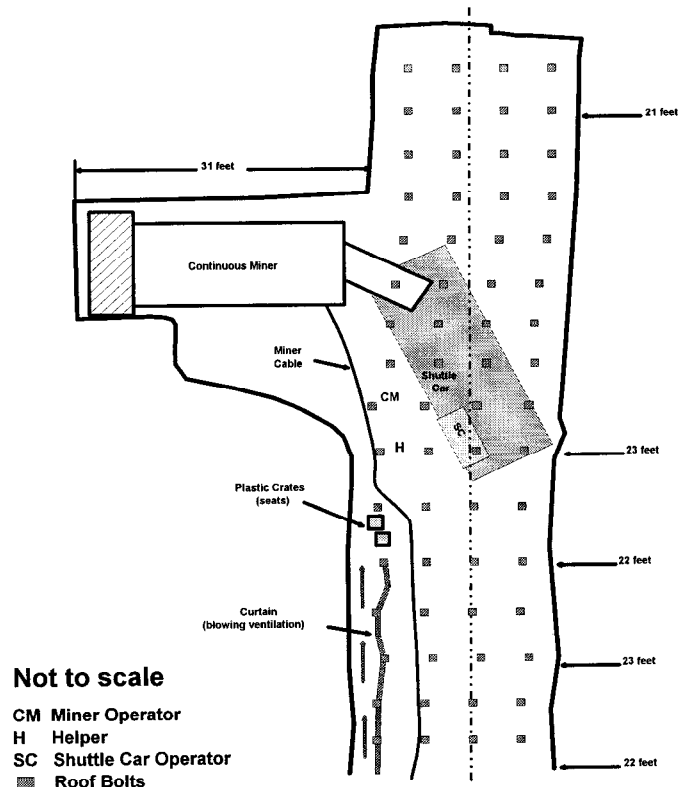 21 feet
31 feet
Continuous Miner
Miner
Cable
Shuttle
Car
CM
SC
H
23 feet
Plastic Crates
(seats)
22 feet
Curtain
(blowing ventilation)
23 feet
Not to scale
CM Miner Operator
H Helper
SC Shuttle Car Operator
Roof Bolts
22 feet